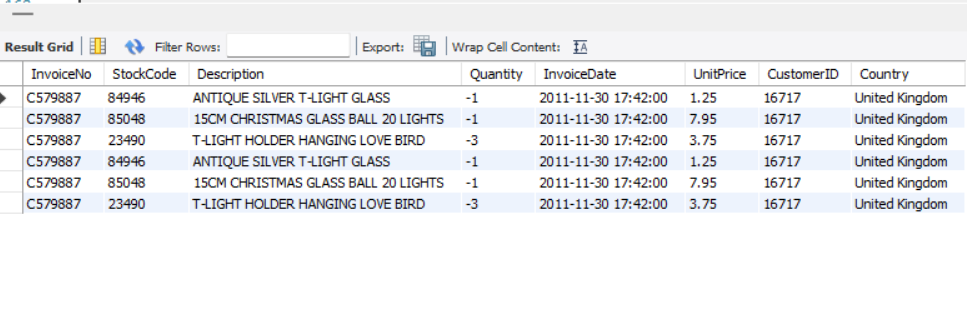 Result Grid Filter Rows: Export: Wrap Cell Content: IA
InvoiceNo StockCode Description Quantity InvoiceDate UnitPrice CustomerID Country
C579887 84946 ANTIQUE SILVER T-LIGHT GLASS -1 2011-11-30 17:42:00 1.25 16717 United Kingdom
C579887 85048 15CM CHRISTMAS GLASS BALL 20 LIGHTS -1 2011-11-30 17:42:00 7.95 16717 United Kingdom
C579887 23490 T-LIGHT HOLDER HANGING LOVE BIRD -3 2011-11-30 17:42:00 3.75 16717 United Kingdom
C579887 84946 ANTIQUE SILVER T-LIGHT GLASS -1 2011-11-30 17:42:00 1.25 16717 United Kingdom
C579887 85048 15CM CHRISTMAS GLASS BALL 20 LIGHTS -1 2011-11-30 17:42:00 7.95 16717 United Kingdom
C579887 23490 T-LIGHT HOLDER HANGING LOVE BIRD -3 2011-11-30 17:42:00 3.75 16717 United Kingdom